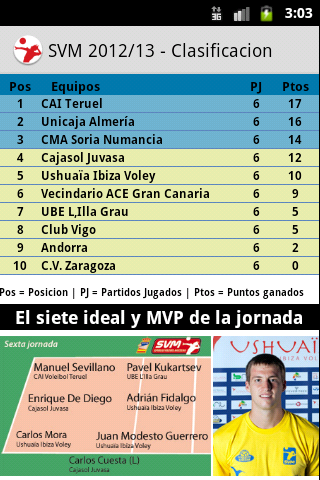 3G 3:03
SVM 2012/13 - Clasificacion
Pos Equipos PJ Ptos
1 CAI Teruel 6 17
2 Unicaja Almería 6 16
3 CMA Soria Numancia 6 14
4 Cajasol Juvasa 6 12
5 Ushuaïa Ibiza Voley 6 10
6 Vecindario ACE Gran Canaria 6 9
7 UBE L,Illa Grau 6 5
8 Club Vigo 6 5
9 Andorra 6 2
10 C.V. Zaragoza 6 0
Pos = Posicion | PJ = Partidos Jugados | Ptos = Puntos ganados
El siete ideal y MVP de la jornada
Sexta jornada SVM
Manuel Sevillano Pavel Kukartsev
CAI Voleibol Teruel UBE L'Illa Grau
Enrique De Diego Adrián Fidalgo
Cajasol Juvasa Ushuaïa Ibiza Voley
Carlos Mora Juan Modesto Guerrero
Ushuaïa Ibiza Voley Ushuaïa Ibiza Voley
Carlos Cuesta (L)
Cajasol Juvasa
USHUAÏ
IBIZA VOLEY